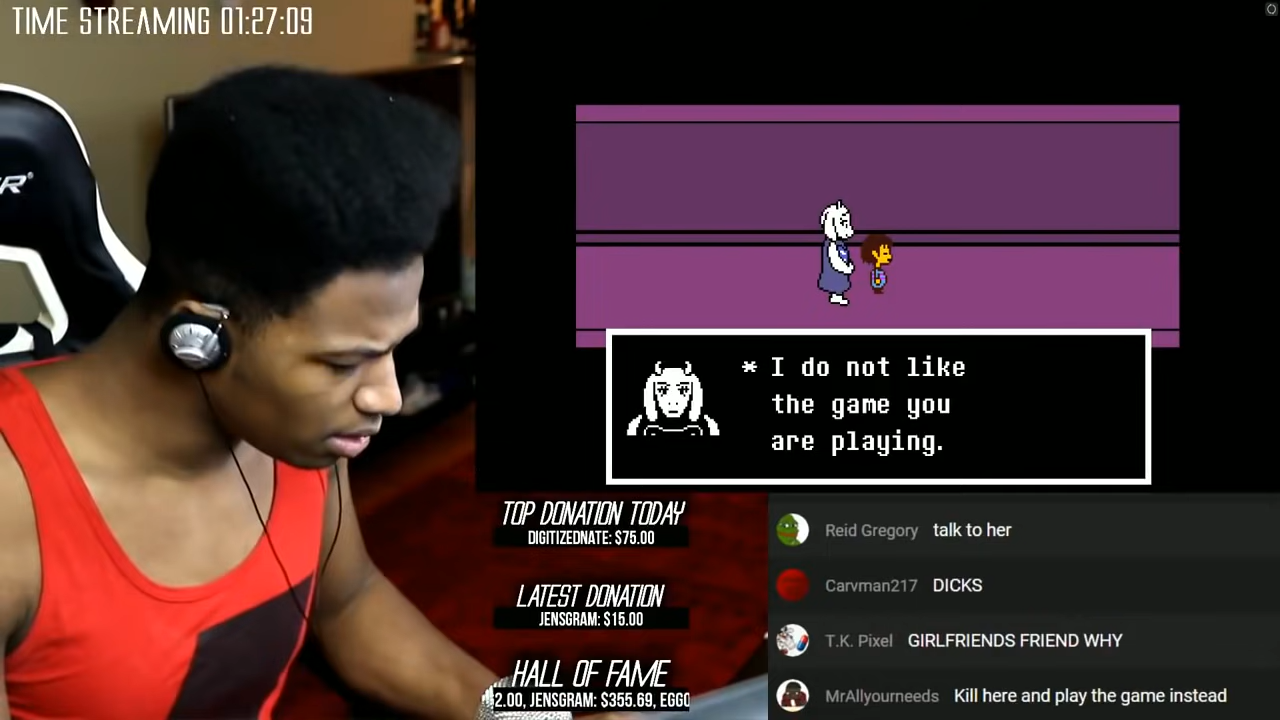 TIME STREAMING 01:27:09
R®
* I do not like
the game you
are playing.
TOP DONATION TODAY
DIGITIZEDNATE: $75.00
LATEST DONATION
JENSGRAM: $15.00
HALL OF FAME
2.00, JENSGRAM: $355.69, EGGO
Reid Gregory talk to her
Carvman217 DICKS
T.K. Pixel GIRLFRIENDS FRIEND WHY
MrAllyourneeds Kill here and play the game instead